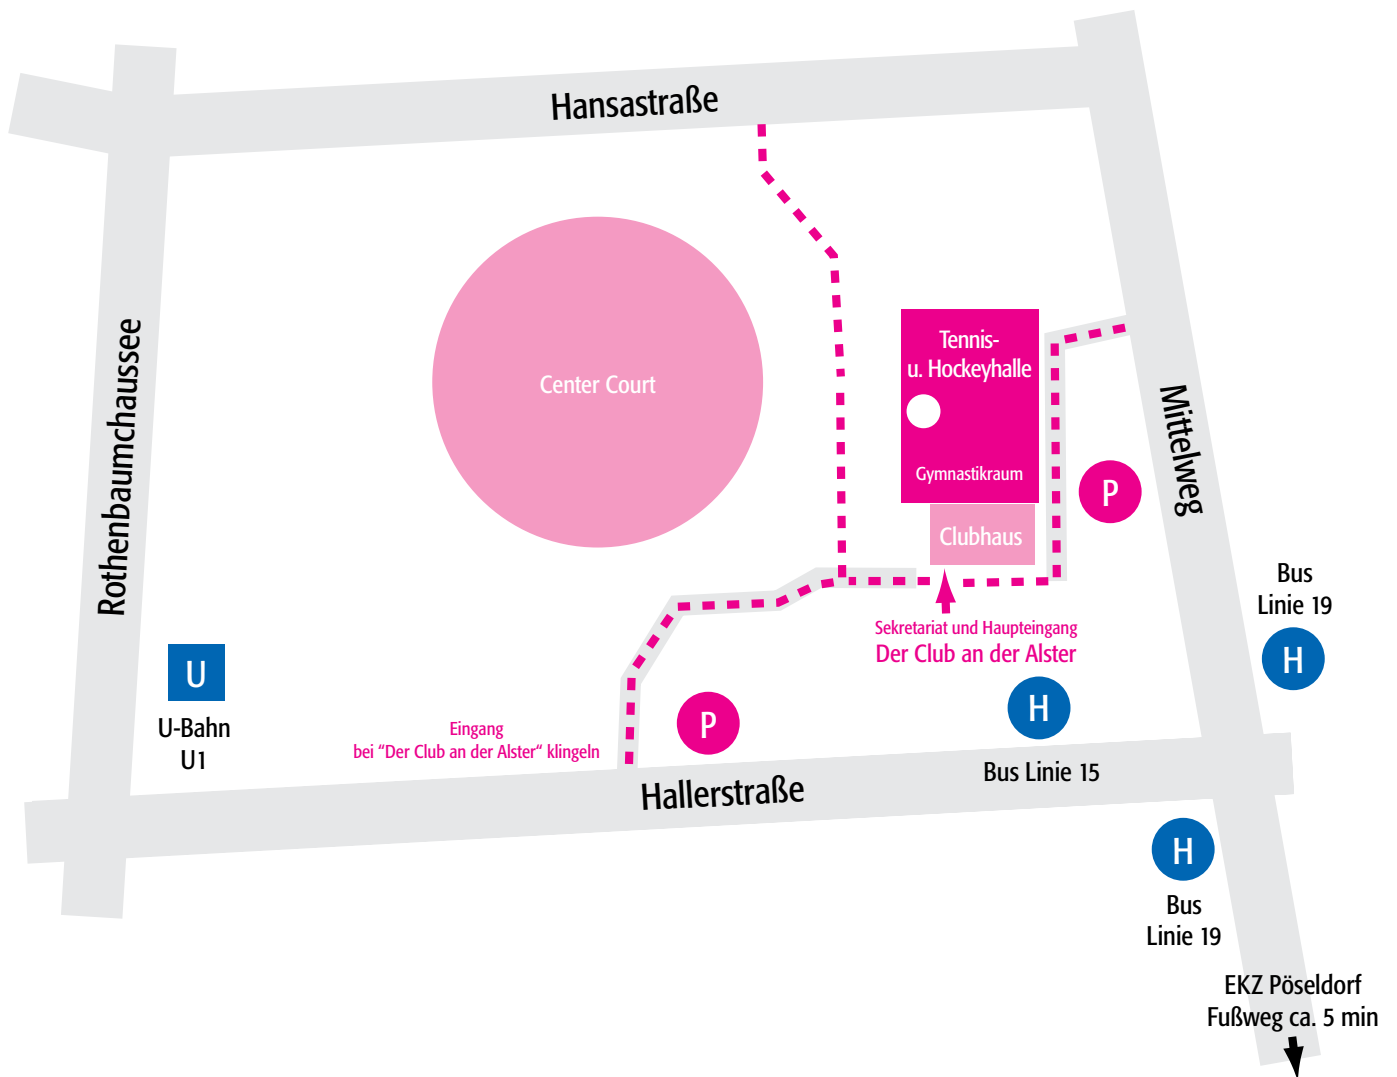 Hansastraße
Rothenbaumchaussee
Center Court
Tennis-
u. Hockeyhalle
Gymnastikraum
Clubhaus
P
Mittelweg
Bus
Linie 19
H
Sekretariat und Haupteingang
Der Club an der Alster
H
Bus Linie 15
U
U-Bahn
U1
Eingang
bei “Der Club an der Alster“ klingeln
P
Hallerstraße
H
Bus
Linie 19
EKZ Pöseldorf
Fußweg ca. 5 min